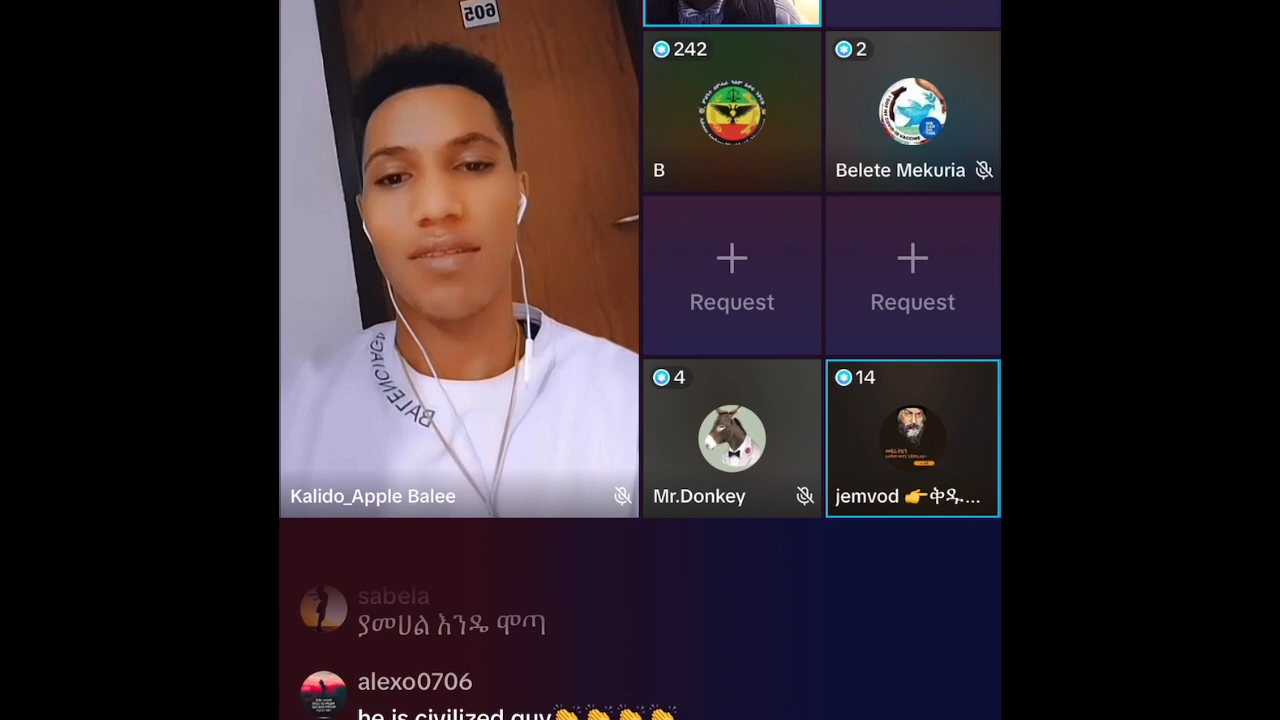 605
BALENCIAGA
Kalido_Apple Balee
242
B
2
Belete Mekuria
+
Request
+
Request
4
Mr.Donkey
14
jemvod 👉ቅዱ....
sabela
ያመሀል እንዴ ሞጣ
alexo0706
he is civilized guy👏👏👏👏